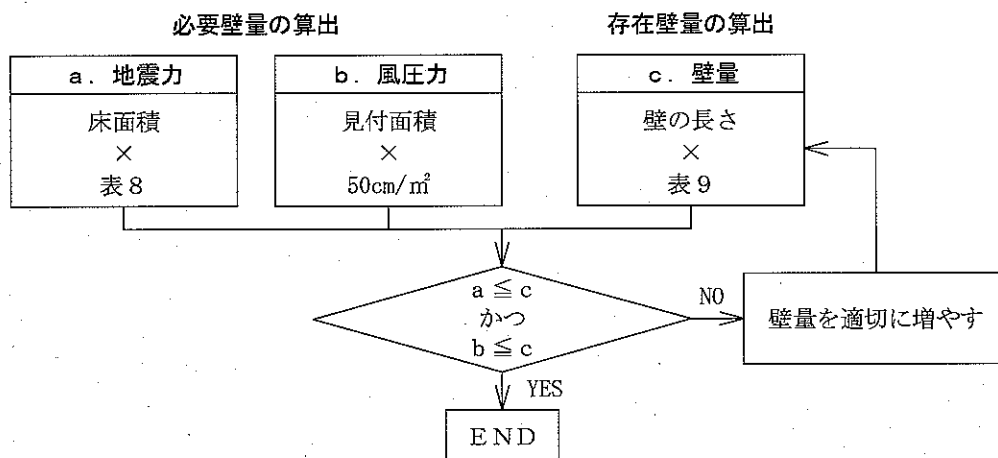 必要壁量の算出
存在壁量の算出
a．地震力
床面積
×
表８
b．風圧力
見付面積
×
50cm/㎡
c．壁量
壁の長さ
×
表９
a≦c
かつ
b≦c
NO
壁量を適切に増やす
YES
ＥＮＤ